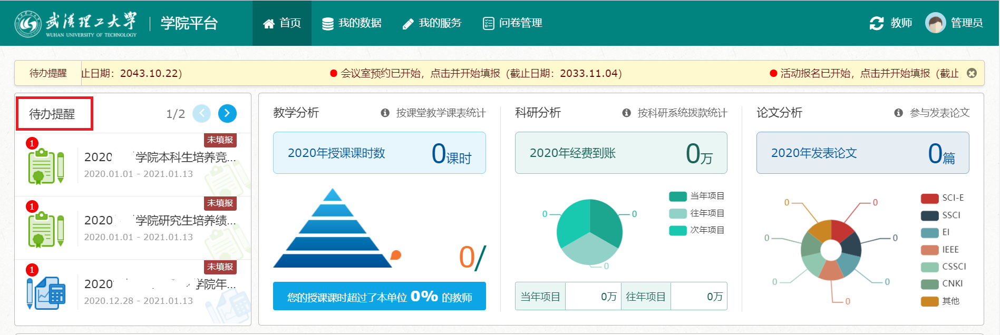 武汉理工大学
WUHAN UNIVERSITY OF TECHNOLOGY
学院平台
首页
我的数据
我的服务
问卷管理
教师
管理员
待办提醒
止日期：2043.10.22）
会议室预约已开始，点击并开始填报（截止日期：2033.11.04）
活动报名已开始，点击并开始填报（截止
待办提醒
1/2
未填报
1
2020 学院本科生培养竞...
2020.01.01 - 2021.01.13
未填报
1
2020 学院研究生培养绩...
2020.01.01 - 2021.01.13
未填报
1
2020 学院年...
2020.12.28 - 2021.01.13
教学分析
按课堂教学课表统计
2020年授课课时数
0课时
0/
您的授课课时超过了本单位 0% 的教师
科研分析
按科研系统拨款统计
2020年经费到账
0万
0
0
0
当年项目
往年项目
次年项目
当年项目
0万
往年项目
0万
论文分析
参与发表论文
2020年发表论文
0篇
0
0
0
0
0
0
0
SCI-E
SSCI
EI
IEEE
CSSCI
CNKI
其他